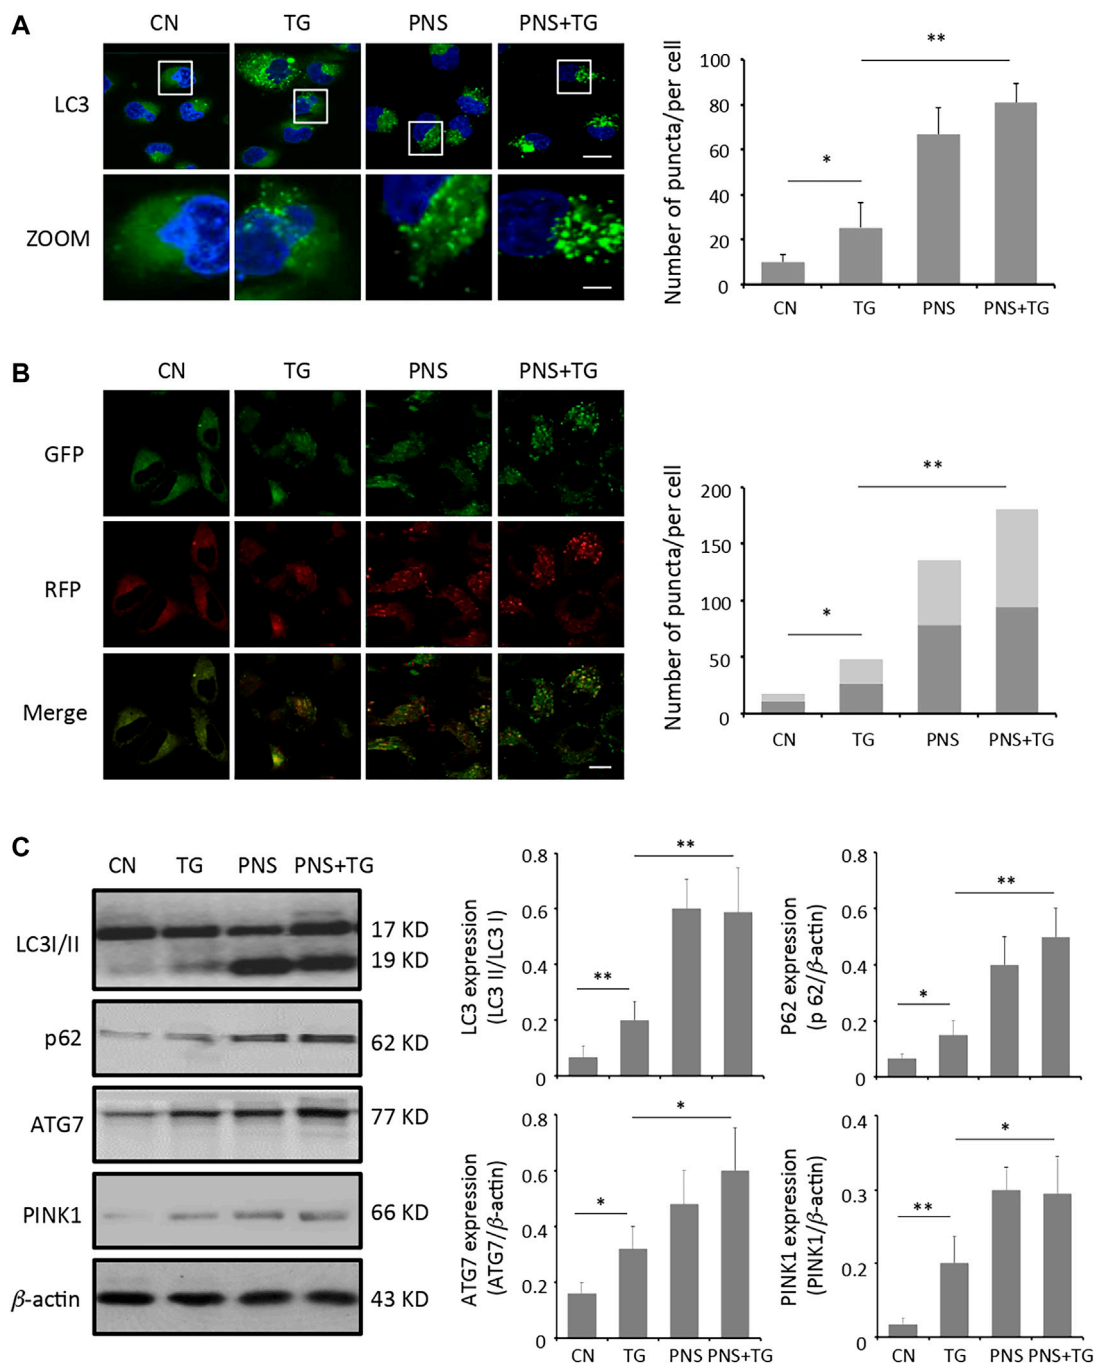 A
CN TG PNS PNS+TG
LC3
ZOOM
Number of puncta/per cell
100
80
60
40
20
0
*
**
CN TG PNS PNS+TG
B
CN TG PNS PNS+TG
GFP
RFP
Merge
Number of puncta/per cell
200
150
100
50
0
*
**
CN TG PNS PNS+TG
C
CN TG PNS PNS+TG
LC3I/II
17 KD
19 KD
p62
62 KD
ATG7
77 KD
PINK1
66 KD
β-actin
43 KD
LC3 expression
(LC3 II/LC3 I)
0.8
0.6
0.4
0.2
0
**
**
P62 expression
(p 62/β-actin)
0.8
0.6
0.4
0.2
0
*
**
ATG7 expression
(ATG7/β-actin)
0.8
0.6
0.4
0.2
0
*
*
CN TG PNS PNS+TG
PINK1 expression
(PINK1/β-actin)
0.4
0.3
0.2
0
**
*
CN TG PNS PNS+TG